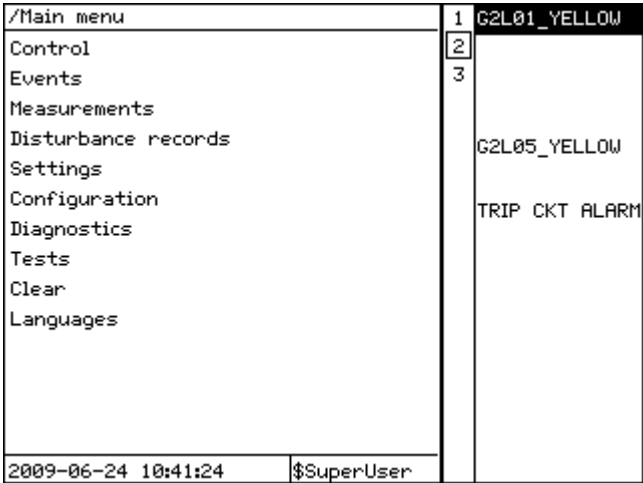 /Main menu
Control
Events
Measurements
Disturbance records
Settings
Configuration
Diagnostics
Tests
Clear
Languages
2009-06-24 10:41:24
$SuperUser
1
2
3
G2L01_YELLOW
G2L05_YELLOW
TRIP CKT ALARM